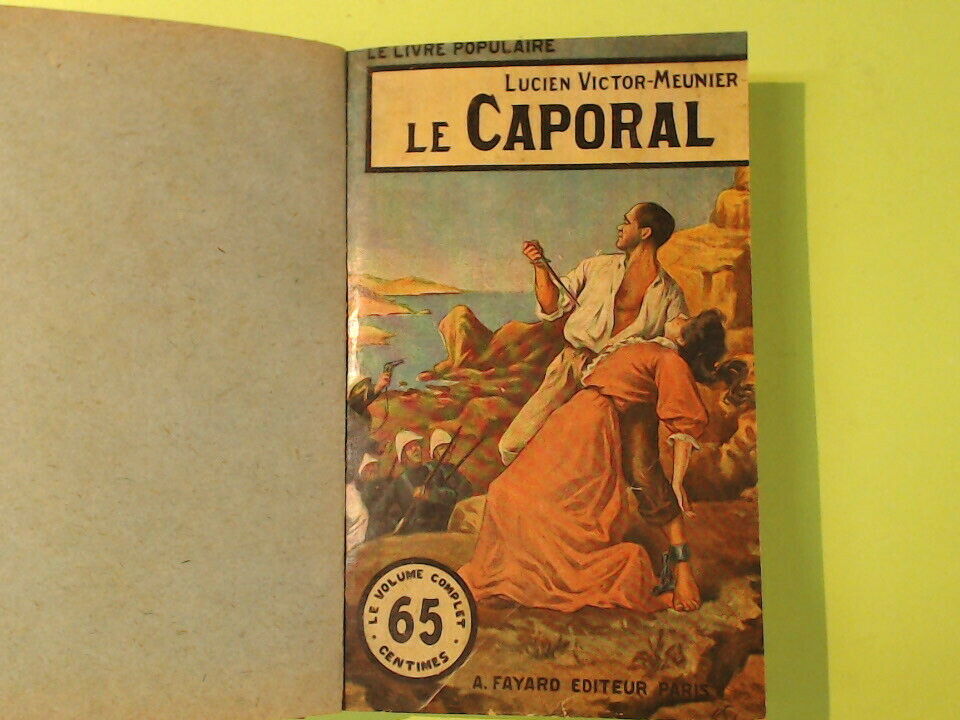 LE LIVRE POPULAIRE
LUCIEN VICTOR-MEUNIER
LE CAPORAL
LE VOLUME COMPLET
65
CENTIMES
A. FAYARD EDITEUR PARIS